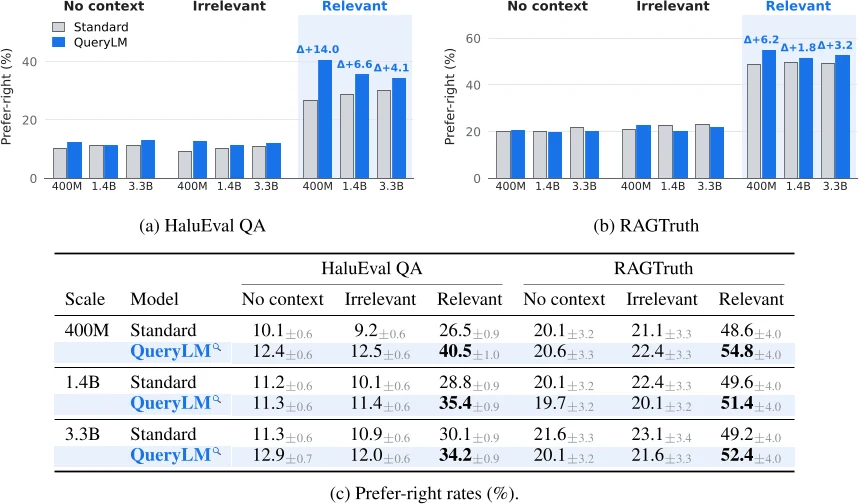 No context Irrelevant Relevant
Standard
QueryLM
Prefer-right (%)
40
20
0
Δ+14.0
Δ+6.6
Δ+4.1
400M 1.4B 3.3B 400M 1.4B 3.3B 400M 1.4B 3.3B
(a) HaluEval QA
No context Irrelevant Relevant
Prefer-right (%)
60
40
20
0
Δ+6.2
Δ+1.8
Δ+3.2
400M 1.4B 3.3B 400M 1.4B 3.3B 400M 1.4B 3.3B
(b) RAGTruth
HaluEval QA RAGTruth
Scale Model No context Irrelevant Relevant No context Irrelevant Relevant
400M Standard 10.1±0.6 9.2±0.6 26.5±0.9 20.1±3.2 21.1±3.3 48.6±4.0
QueryLM 12.4±0.6 12.5±0.6 40.5±1.0 20.6±3.3 22.4±3.3 54.8±4.0
1.4B Standard 11.2±0.6 10.1±0.6 28.8±0.9 20.1±3.2 22.4±3.3 49.6±4.0
QueryLM 11.3±0.6 11.4±0.6 35.4±0.9 19.7±3.2 20.1±3.2 51.4±4.0
3.3B Standard 11.3±0.6 10.9±0.6 30.1±0.9 21.6±3.3 23.1±3.4 49.2±4.0
QueryLM 12.9±0.7 12.0±0.6 34.2±0.9 20.1±3.2 21.6±3.3 52.4±4.0
(c) Prefer-right rates (%).